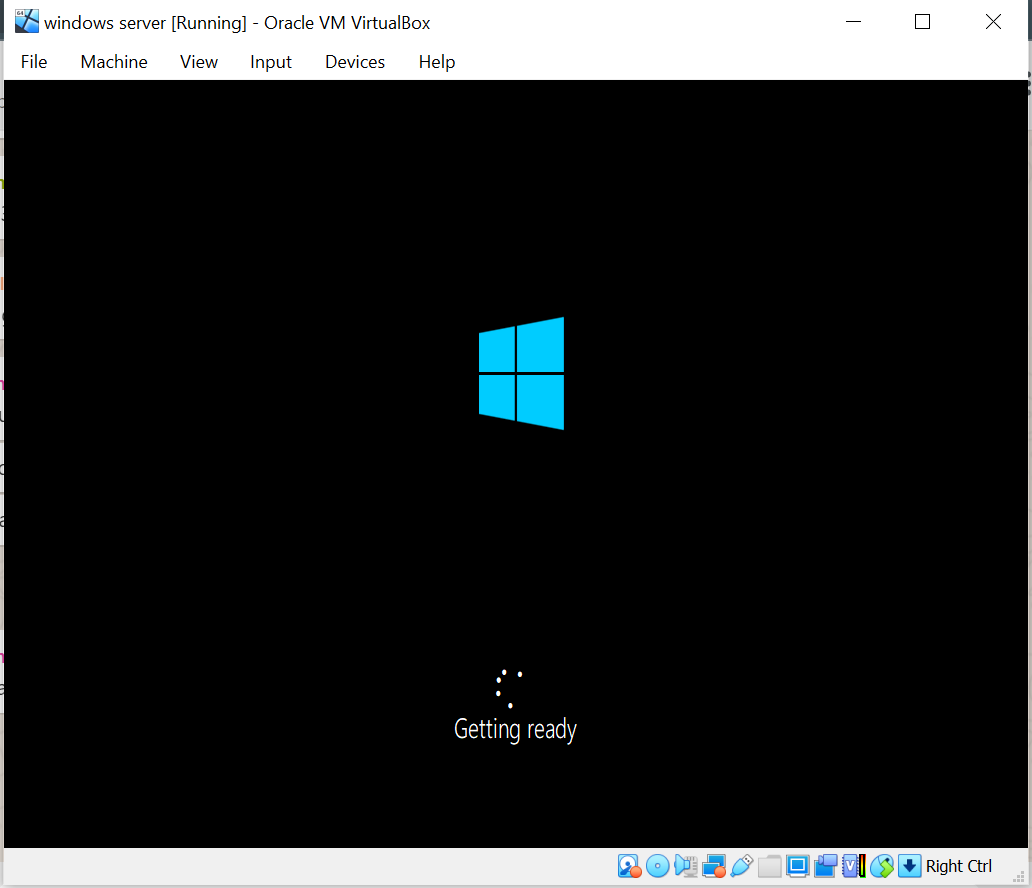 windows server [Running] - Oracle VM VirtualBox
File Machine View Input Devices Help
Getting ready
Right Ctrl